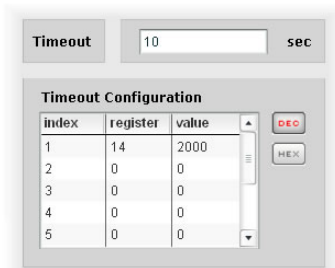 Timeout 10 sec
Timeout Configuration
index register value
1 14 2000
2 0 0
3 0 0
4 0 0
5 0 0
DEC
HEX